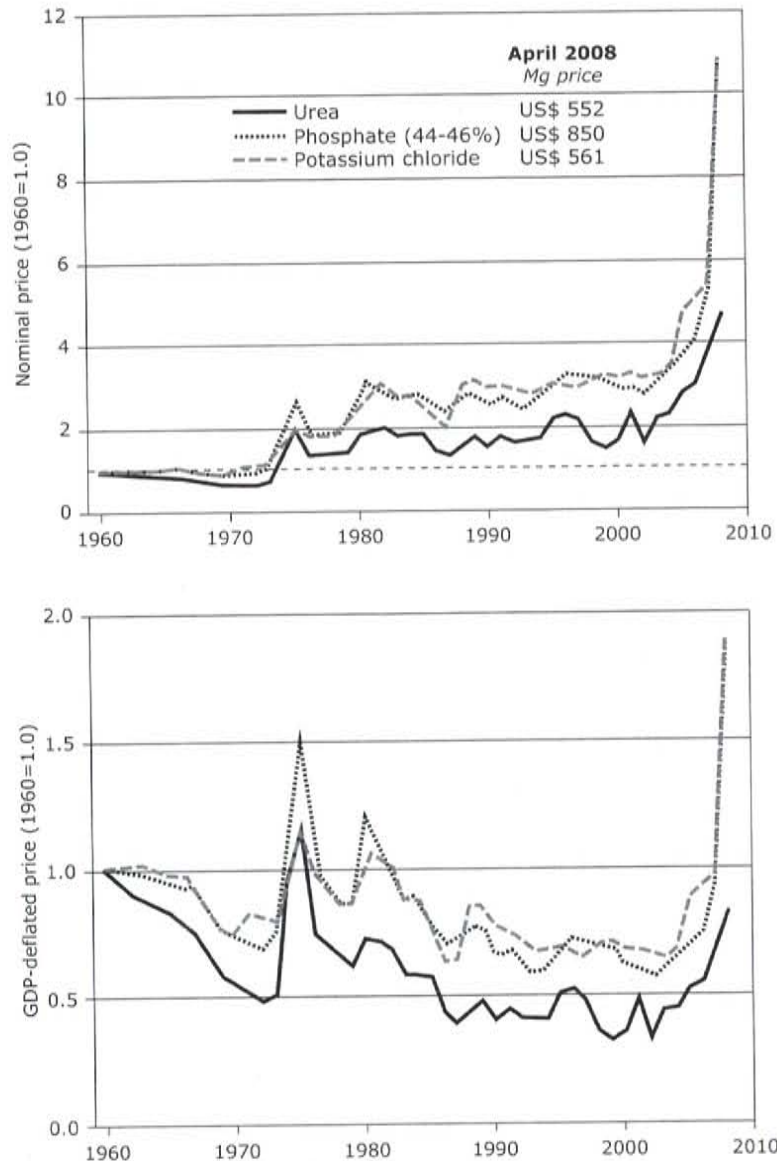 12
10
8
6
4
2
0
Nominal price (1960=1.0)
April 2008
Mg price
Urea US$ 552
Phosphate (44-46%) US$ 850
Potassium chloride US$ 561
1960 1970 1980 1990 2000 2010
2.0
1.5
1.0
0.5
0.0
GDP-deflated price (1960=1.0)
1960 1970 1980 1990 2000 2010